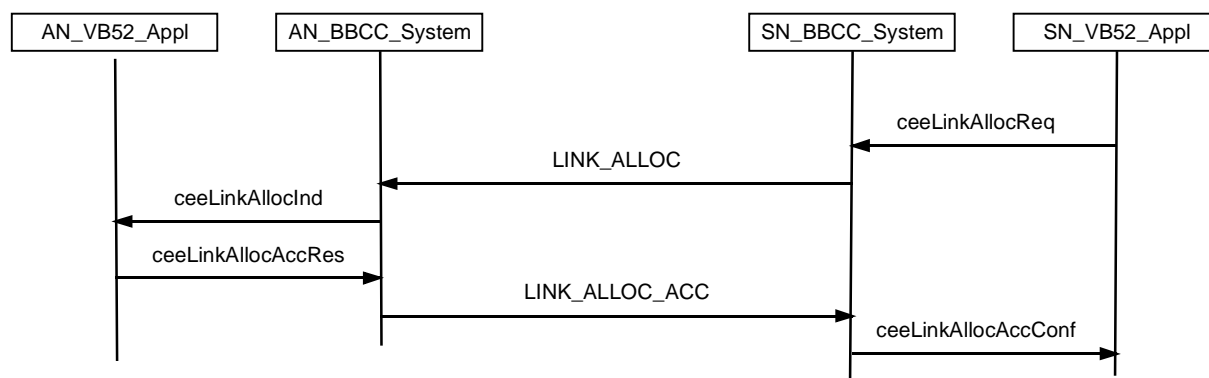 AN_VB52_Appl
AN_BBCC_System
SN_BBCC_System
SN_VB52_Appl
ceeLinkAllocReq
LINK_ALLOC
ceeLinkAllocInd
ceeLinkAllocAccRes
LINK_ALLOC_ACC
ceeLinkAllocAccConf